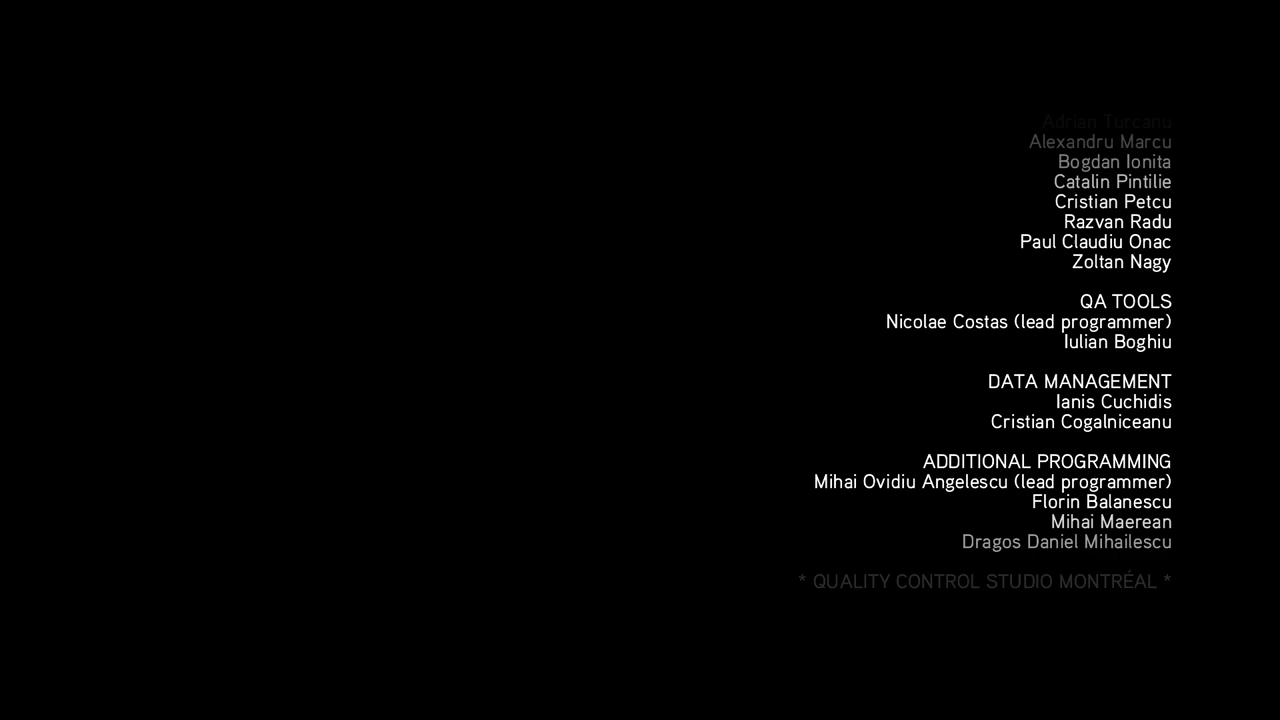 Adrian Turcanu
Alexandru Marcu
Bogdan Ionita
Catalin Pintilie
Cristian Petcu
Razvan Radu
Paul Claudiu Onac
Zoltan Nagy
QA TOOLS
Nicolae Costas (lead programmer)
Iulian Boghiu
DATA MANAGEMENT
Ianis Cuchidis
Cristian Cogalniceanu
ADDITIONAL PROGRAMMING
Mihai Ovidiu Angelescu (lead programmer)
Florin Balanescu
Mihai Maerean
Dragos Daniel Mihailescu
* QUALITY CONTROL STUDIO MONTRÉAL *